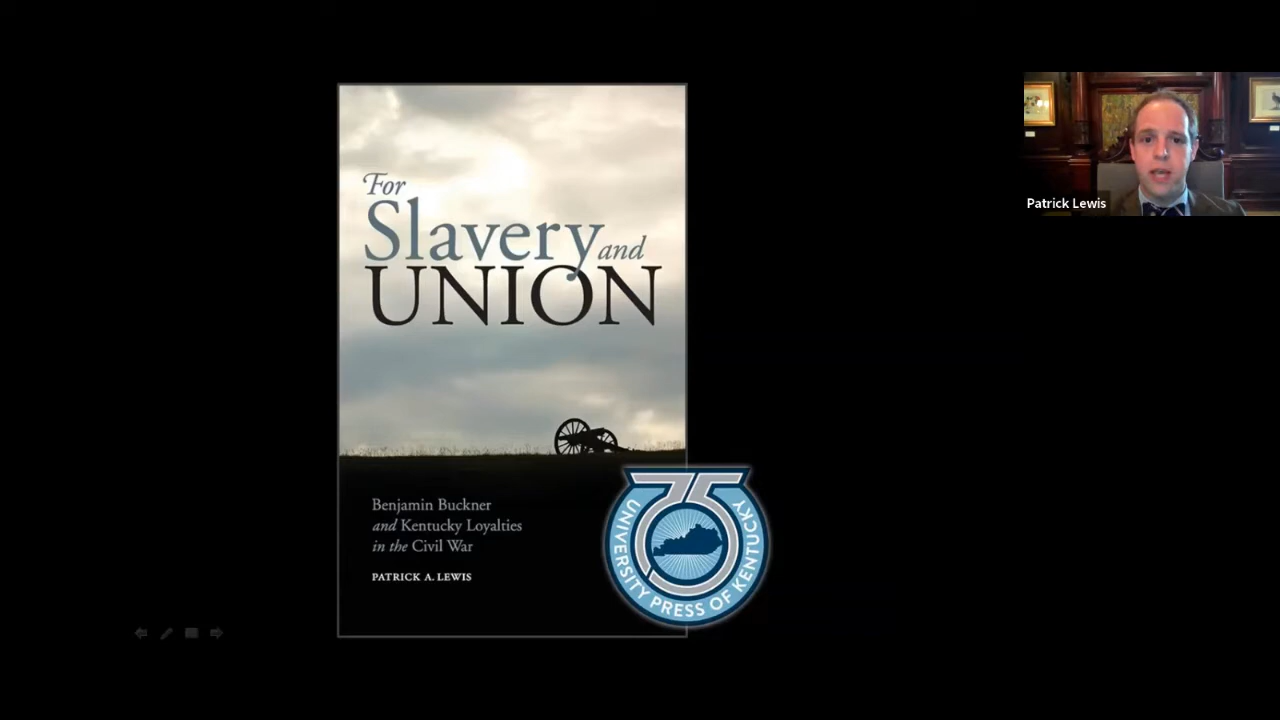 For
Slavery and
UNION
Benjamin Buckner
and Kentucky Loyalties
in the Civil War
PATRICK A. LEWIS
75
UNIVERSITY PRESS OF KENTUCKY
Patrick Lewis